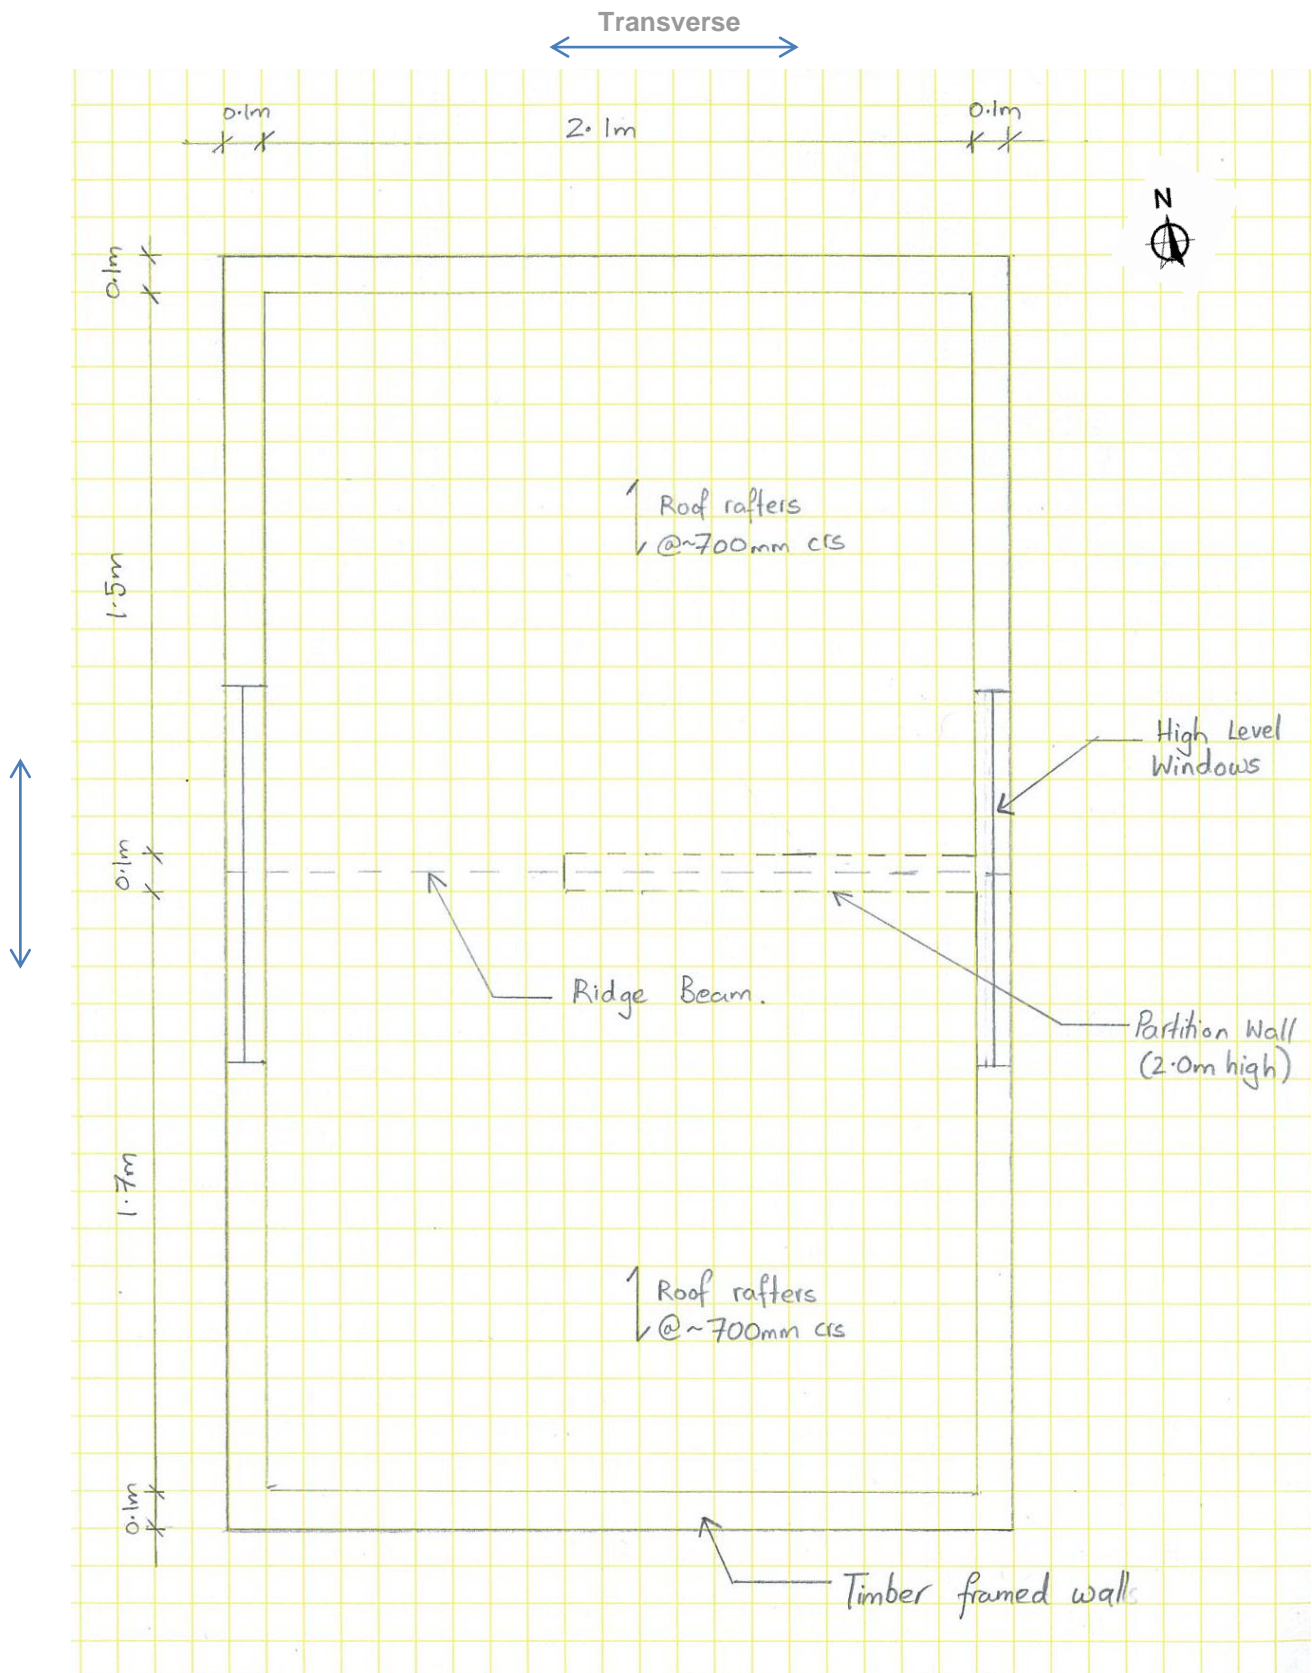 Transverse
0.1m
2.1m
0.1m
N
0.1m
Roof rafters
@~700mm crs
1.5m
High Level
Windows
0.1m
Ridge Beam.
Partition Wall
(2.0m high)
1.7m
Roof rafters
@~700mm crs
0.1m
Timber framed walls